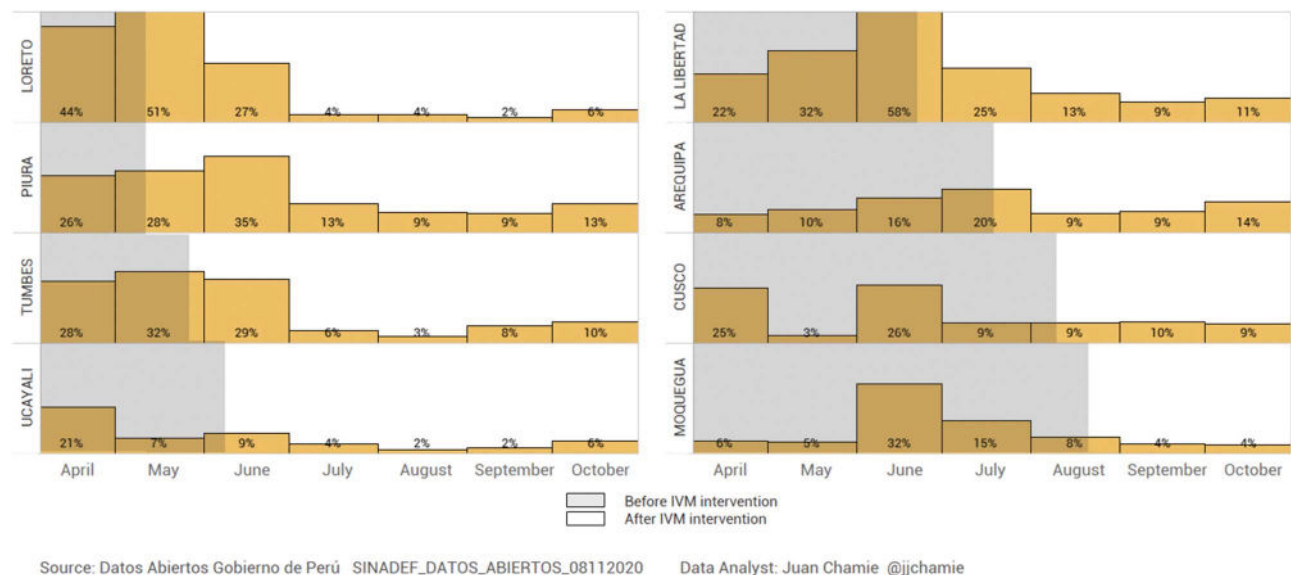 LORETO
44% 51% 27% 4% 4% 2% 6%
PIURA
26% 28% 35% 13% 9% 9% 13%
TUMBES
28% 32% 29% 6% 3% 8% 10%
UCAYALI
21% 7% 9% 4% 2% 2% 6%
April May June July August September October
LA LIBERTAD
22% 32% 58% 25% 13% 9% 11%
AREQUIPA
8% 10% 16% 20% 9% 9% 14%
CUSCO
25% 3% 26% 9% 9% 10% 9%
MOQUEGUA
6% 5% 32% 15% 8% 4% 4%
April May June July August September October
Before IVM intervention
After IVM intervention
Source: Datos Abiertos Gobierno de Perú SINADEF_DATOS_ABIERTOS_08112020 Data Analyst: Juan Chamie @jjchamie